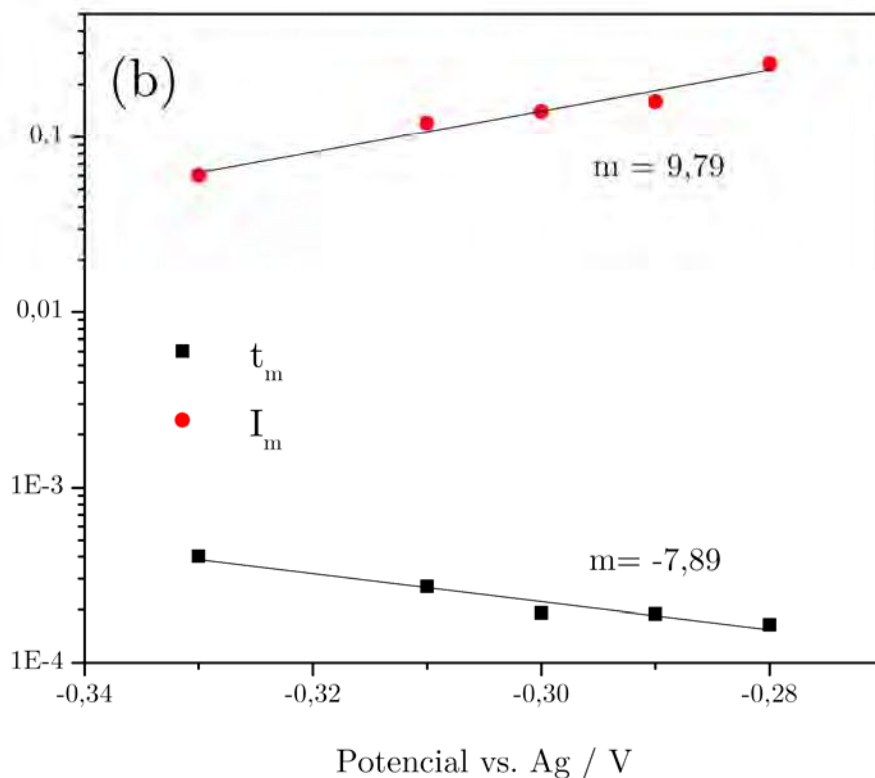 (b)
0,1
m = 9,79
0,01
t_m
I_m
1E-3
m= -7,89
1E-4
-0,34
-0,32
-0,30
-0,28
Potencial vs. Ag / V